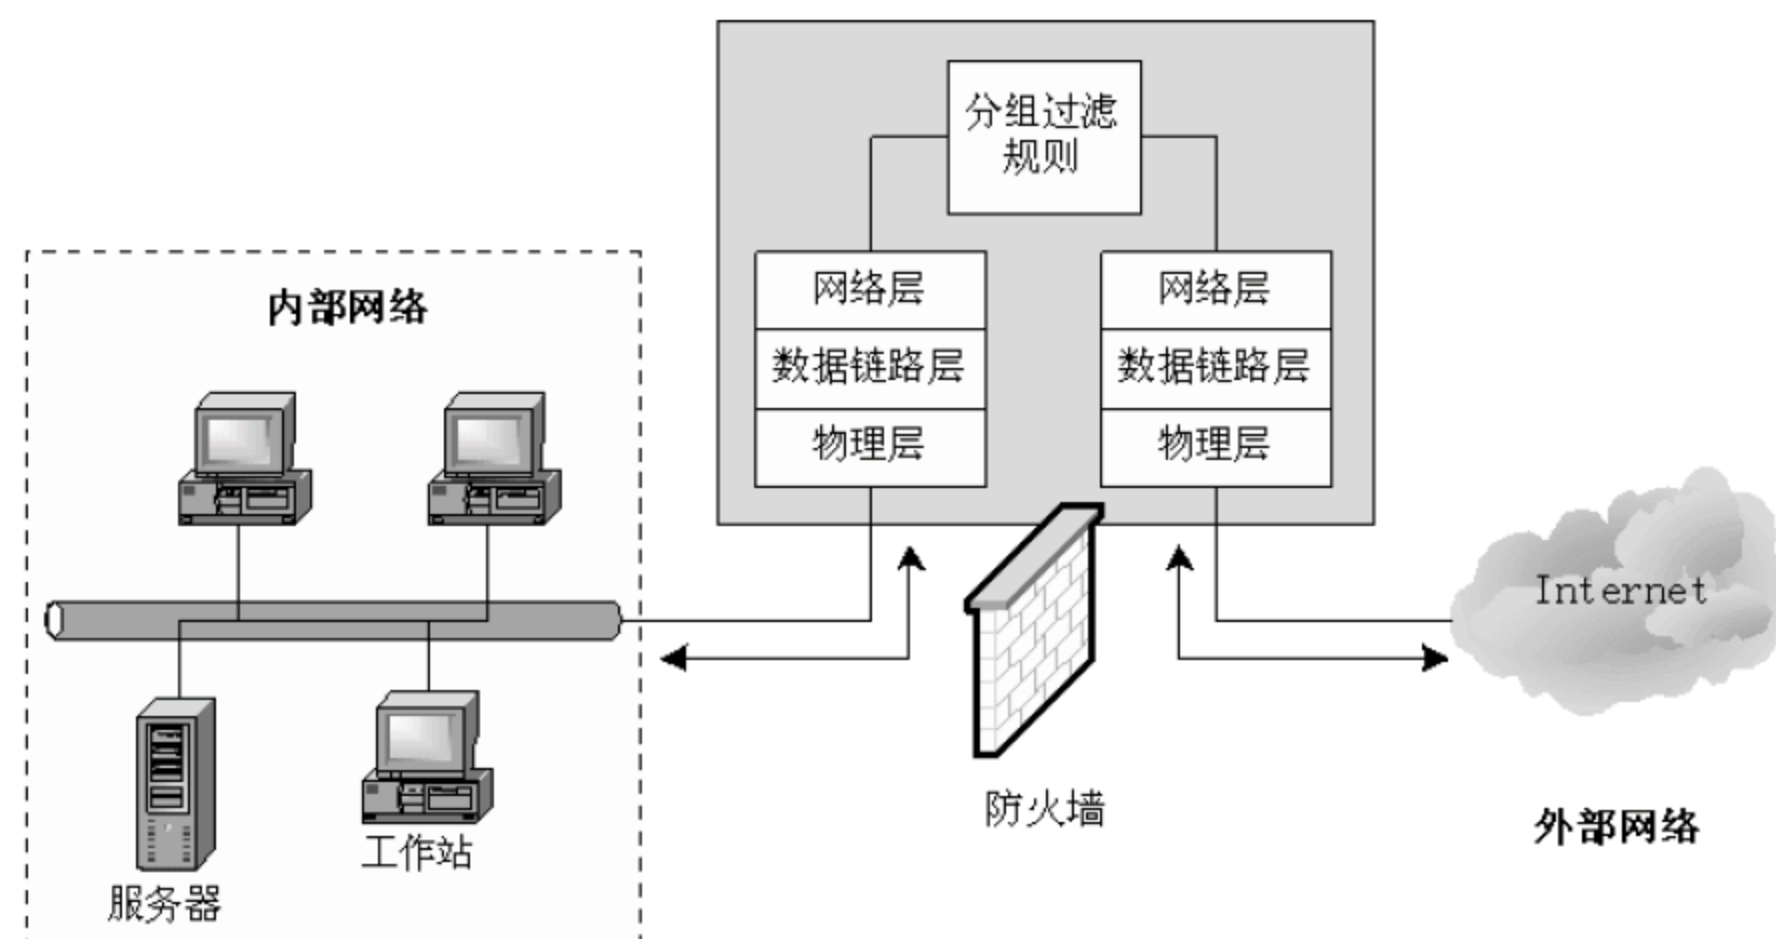 分组过滤
规则
内部网络
网络层
数据链路层
物理层
网络层
数据链路层
物理层
Internet
防火墙
外部网络
工作站
服务器